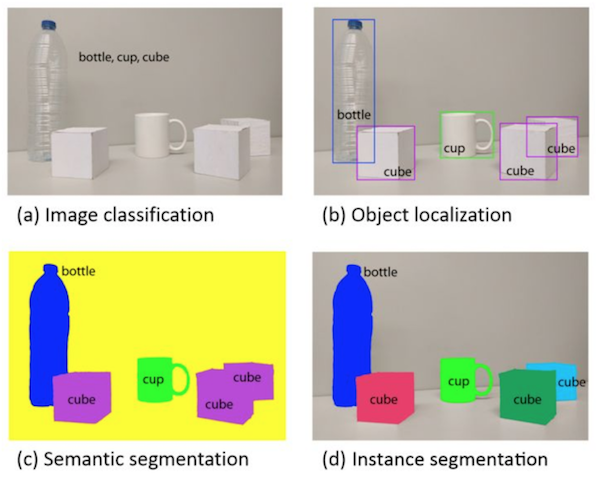 bottle, cup, cube
(a) Image classification
bottle
cup
cube
cube
cube
(b) Object localization
bottle
cup
cube
cube
cube
(c) Semantic segmentation
bottle
cup
cube
cube
cube
(d) Instance segmentation